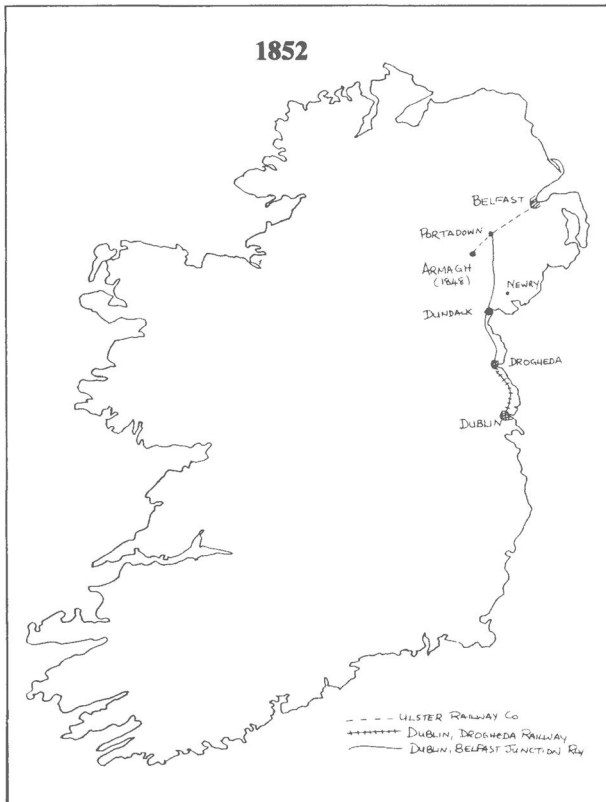 1852
BELFAST
PORTADOWN
ARMAGH
(1848)
NEWRY
DUNDALK
DROGHEDA
DUBLIN
ULSTER RAILWAY CO
DUBLIN, DROGHEDA RAILWAY
DUBLIN, BELFAST JUNCTION RLY